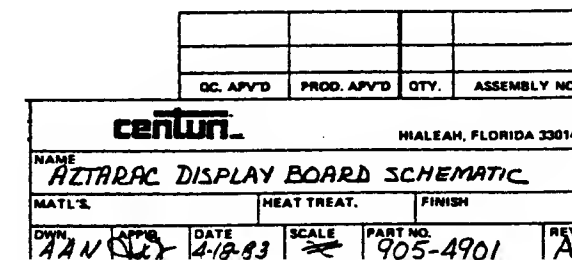 QC. APV'D PROD. APV'D QTY. ASSEMBLY NO
centuri HIALEAH, FLORIDA 33014
NAME
AZTARAC DISPLAY BOARD SCHEMATIC
MATL'S. HEAT TREAT. FINISH
DWN. APP'D. DATE SCALE PART NO. REV
AAN 4-18-83 905-4901 A